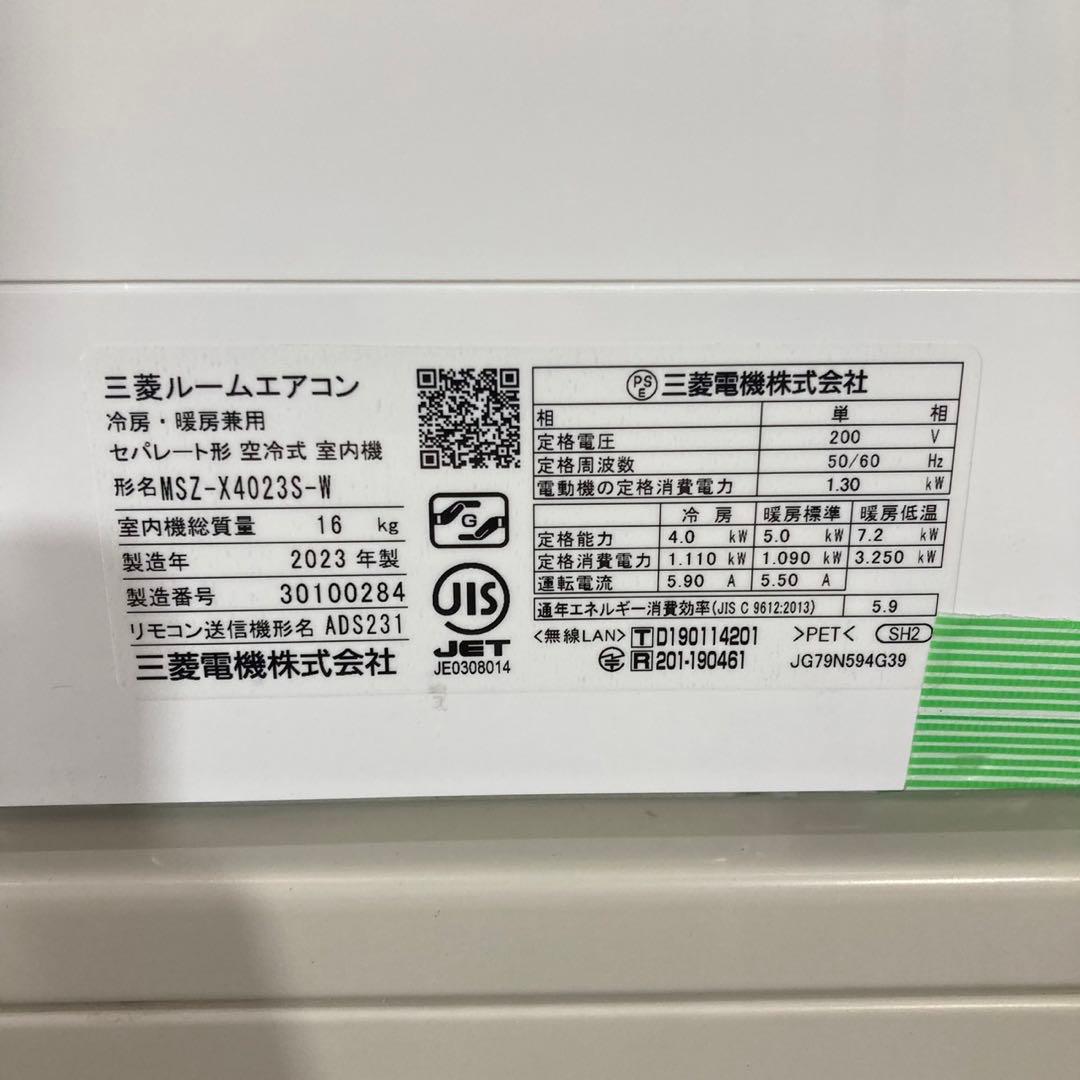 三菱ルームエアコン
冷房・暖房兼用
セパレート形 空冷式 室内機
形名 MSZ-X4023S-W
室内機総質量 16 kg
製造年 2023 年製
製造番号 30100284
リモコン送信機形名 ADS231
三菱電機株式会社
G
JIS
JET
JE0308014
PSE 三菱電機株式会社
相 単 相
定格電圧 200 V
定格周波数 50/60 Hz
電動機の定格消費電力 1.30 kW
冷 房 暖房標準 暖房低温
定格能力 4.0 kW 5.0 kW 7.2 kW
定格消費電力 1.110 kW 1.090 kW 3.250 kW
運転電流 5.90 A 5.50 A
通年エネルギー消費効率(JIS C 9612:2013) 5.9
<無線LAN> T D190114201 >PET< SH2
R 201-190461 JG79N594G39